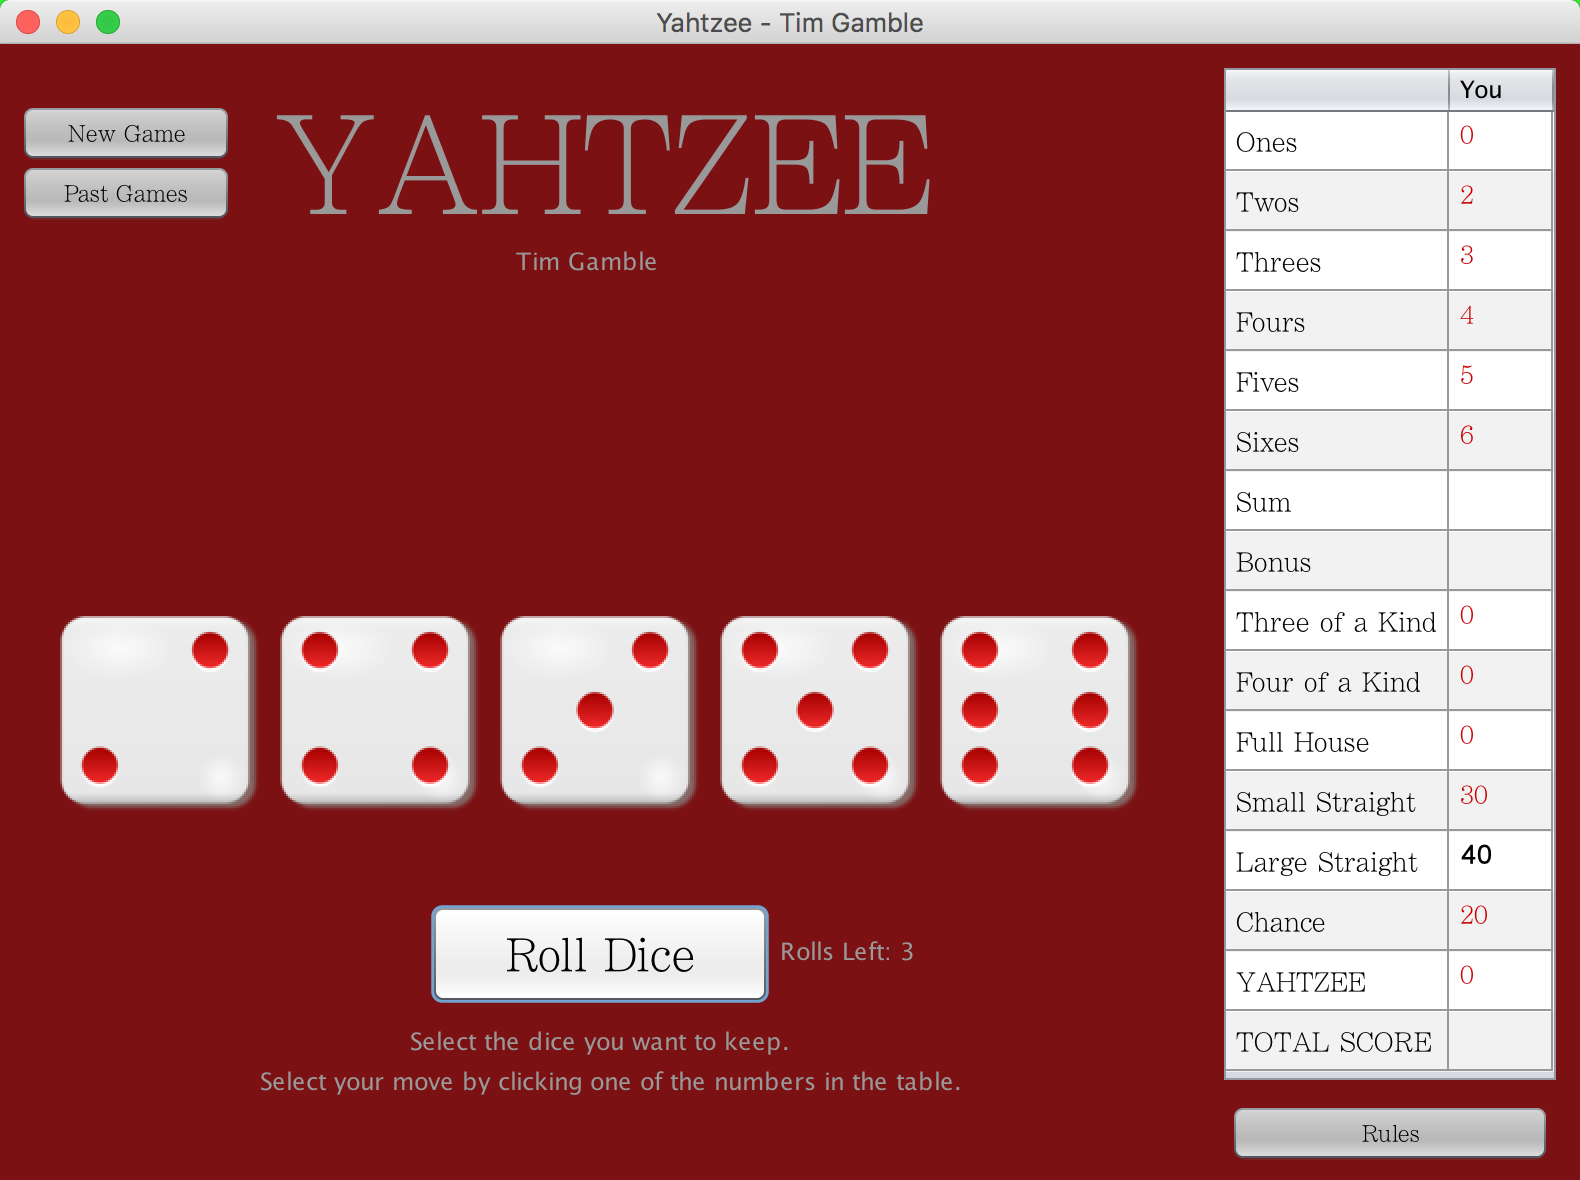 Yahtzee - Tim Gamble
New Game
Past Games
YAHTZEE
Tim Gamble
Roll Dice
Rolls Left: 3
Select the dice you want to keep.
Select your move by clicking one of the numbers in the table.
You
Ones 0
Twos 2
Threes 3
Fours 4
Fives 5
Sixes 6
Sum
Bonus
Three of a Kind 0
Four of a Kind 0
Full House 0
Small Straight 30
Large Straight 40
Chance 20
YAHTZEE 0
TOTAL SCORE
Rules